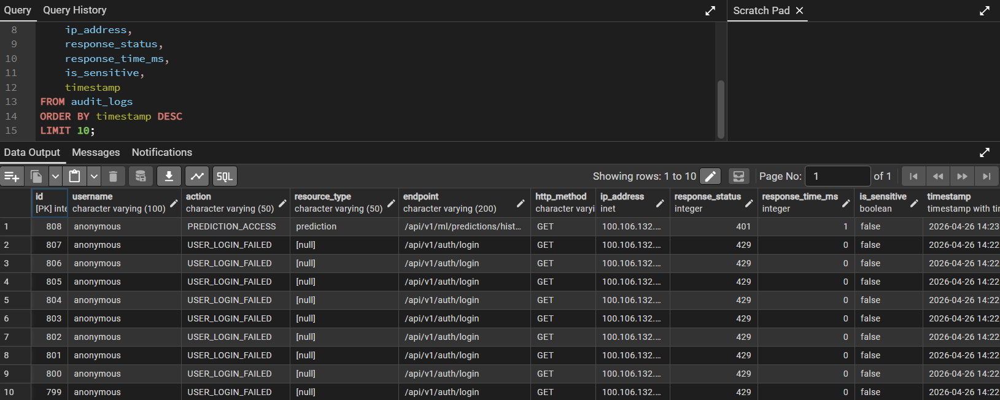 Query Query History
Scratch Pad
8 ip_address,
9 response_status,
10 response_time_ms,
11 is_sensitive,
12 timestamp
13 FROM audit_logs
14 ORDER BY timestamp DESC
15 LIMIT 10;
Data Output Messages Notifications
SQL Showing rows: 1 to 10 Page No: 1 of 1
id username action resource_type endpoint http_method ip_address response_status response_time_ms is_sensitive timestamp
[PK] inte character varying (100) character varying (50) character varying (50) character varying (200) character varyi inet integer integer boolean timestamp with tir
1 808 anonymous PREDICTION_ACCESS prediction /api/v1/ml/predictions/hist... GET 100.106.132.... 401 1 false 2026-04-26 14:23
2 807 anonymous USER_LOGIN_FAILED [null] /api/v1/auth/login GET 100.106.132.... 429 0 false 2026-04-26 14:22
3 806 anonymous USER_LOGIN_FAILED [null] /api/v1/auth/login GET 100.106.132.... 429 0 false 2026-04-26 14:22
4 805 anonymous USER_LOGIN_FAILED [null] /api/v1/auth/login GET 100.106.132.... 429 0 false 2026-04-26 14:22
5 804 anonymous USER_LOGIN_FAILED [null] /api/v1/auth/login GET 100.106.132.... 429 0 false 2026-04-26 14:22
6 803 anonymous USER_LOGIN_FAILED [null] /api/v1/auth/login GET 100.106.132.... 429 0 false 2026-04-26 14:22
7 802 anonymous USER_LOGIN_FAILED [null] /api/v1/auth/login GET 100.106.132.... 429 0 false 2026-04-26 14:22
8 801 anonymous USER_LOGIN_FAILED [null] /api/v1/auth/login GET 100.106.132.... 429 0 false 2026-04-26 14:22
9 800 anonymous USER_LOGIN_FAILED [null] /api/v1/auth/login GET 100.106.132.... 429 0 false 2026-04-26 14:22
10 799 anonymous USER_LOGIN_FAILED [null] /api/v1/auth/login GET 100.106.132.... 429 0 false 2026-04-26 14:22